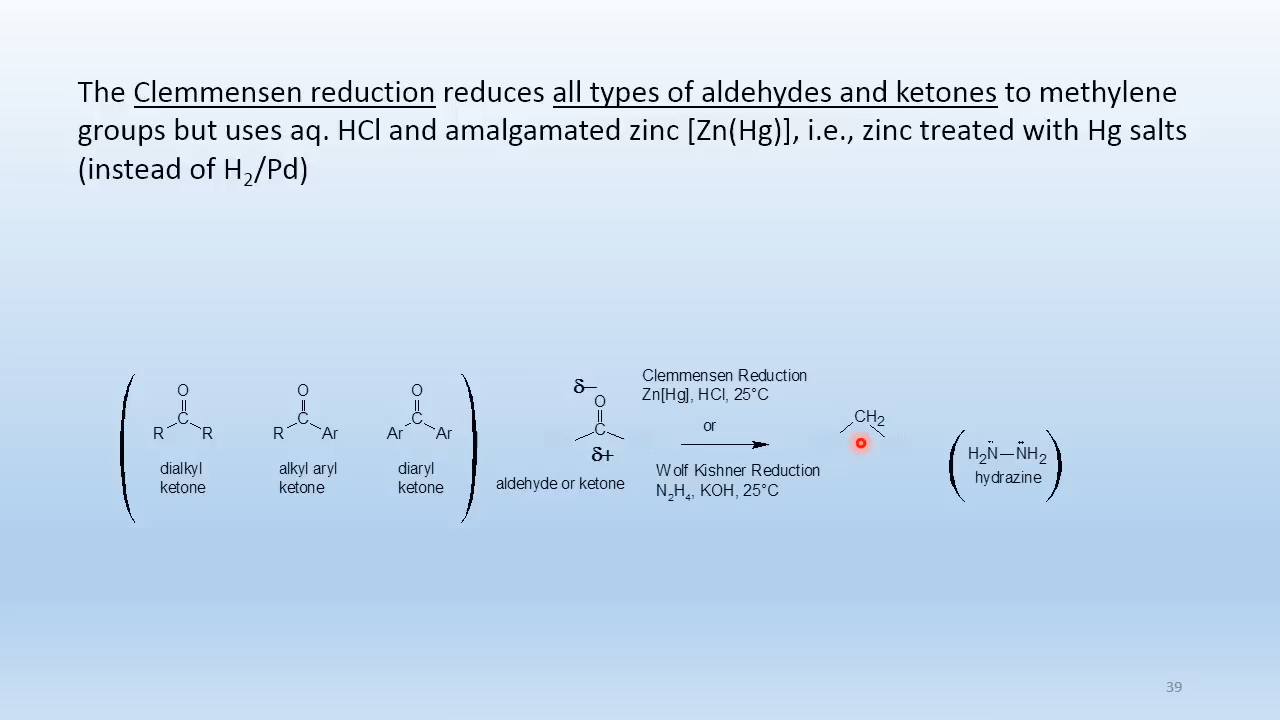 The Clemmensen reduction reduces all types of aldehydes and ketones to methylene
groups but uses aq. HCl and amalgamated zinc [Zn(Hg)], i.e., zinc treated with Hg salts
(instead of H₂/Pd)
O
C
R R
dialkyl
ketone
O
C
R Ar
alkyl aryl
ketone
O
C
Ar Ar
diaryl
ketone
δ−
O
C
δ+
aldehyde or ketone
Clemmensen Reduction
Zn[Hg], HCl, 25°C
or
Wolf Kishner Reduction
N₂H₄, KOH, 25°C
CH₂
H₂N̈—N̈H₂
hydrazine
39